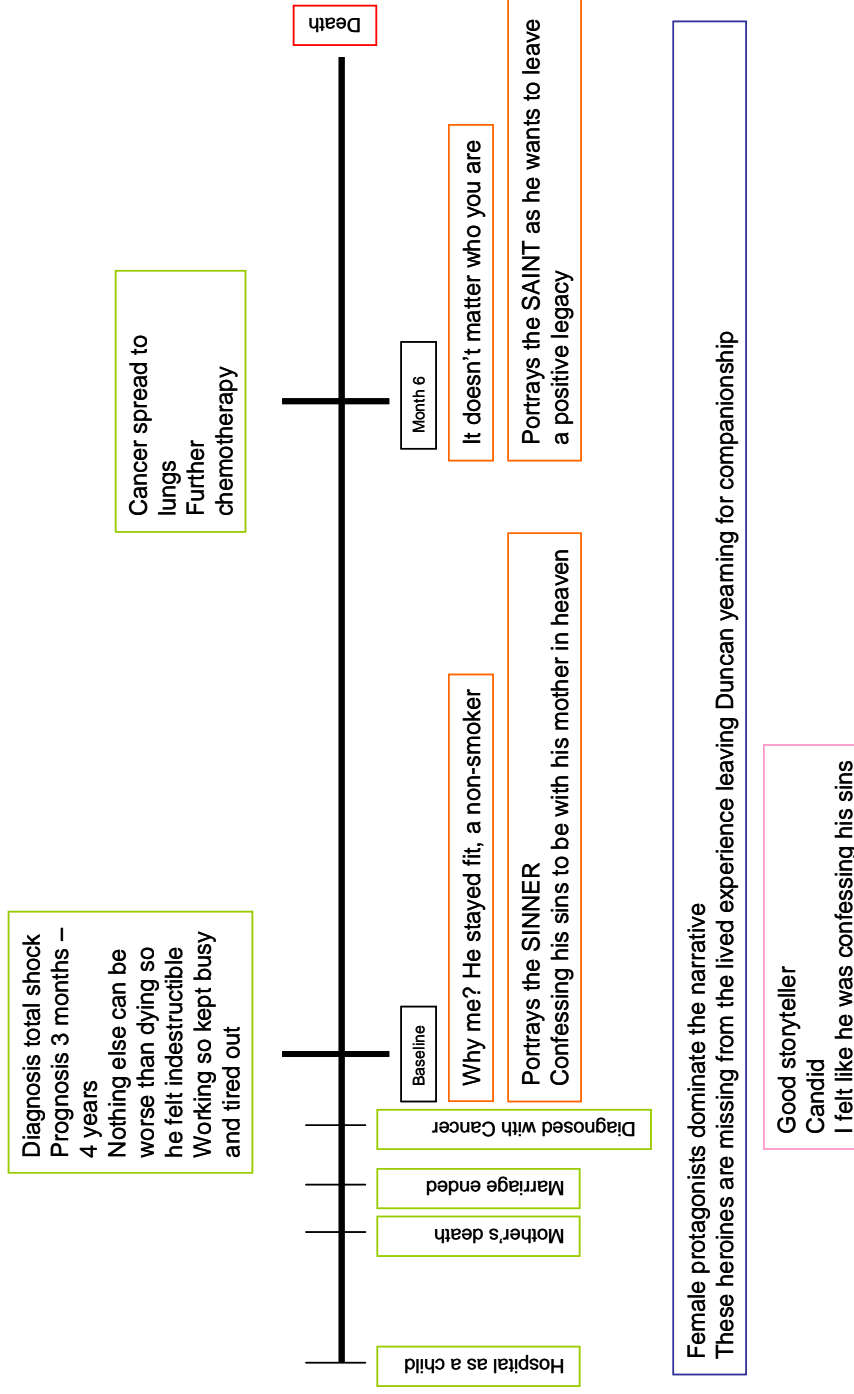 Diagnosis total shock
Prognosis 3 months –
4 years
Nothing else can be
worse than dying so
he felt indestructible
Working so kept busy
and tired out
Cancer spread to
lungs
Further
chemotherapy
Hospital as a child
Mother's death
Marriage ended
Diagnosed with Cancer
Baseline
Month 6
Death
Why me? He stayed fit, a non-smoker
Portrays the SINNER
Confessing his sins to be with his mother in heaven
It doesn't matter who you are
Portrays the SAINT as he wants to leave
a positive legacy
Female protagonists dominate the narrative
These heroines are missing from the lived experience leaving Duncan yearning for companionship
Good storyteller
Candid
I felt like he was confessing his sins